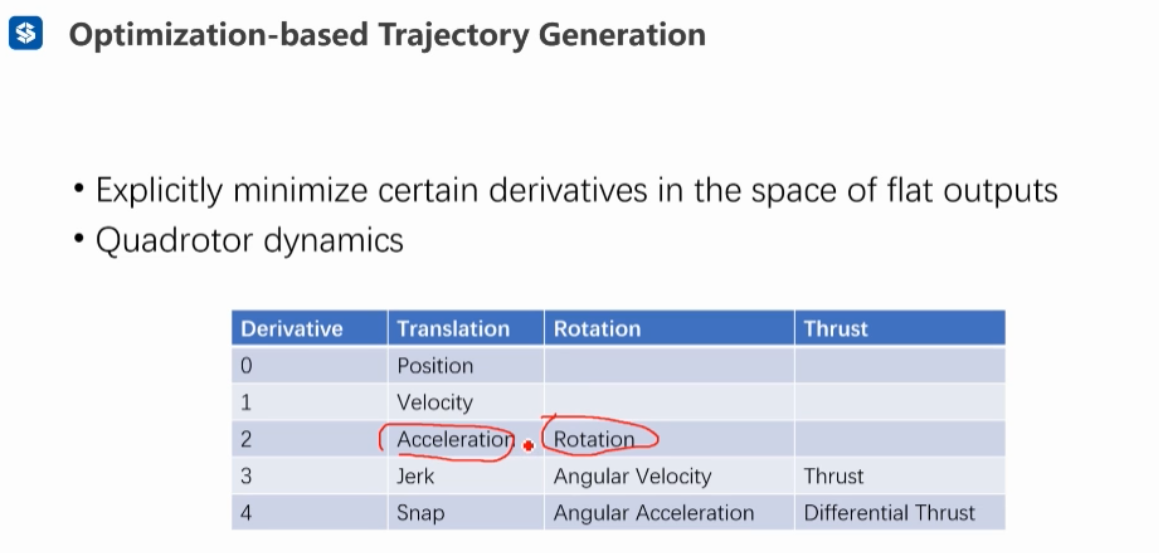 Optimization-based Trajectory Generation
• Explicitly minimize certain derivatives in the space of flat outputs
• Quadrotor dynamics
Derivative Translation Rotation Thrust
0 Position
1 Velocity
2 Acceleration Rotation
3 Jerk Angular Velocity Thrust
4 Snap Angular Acceleration Differential Thrust